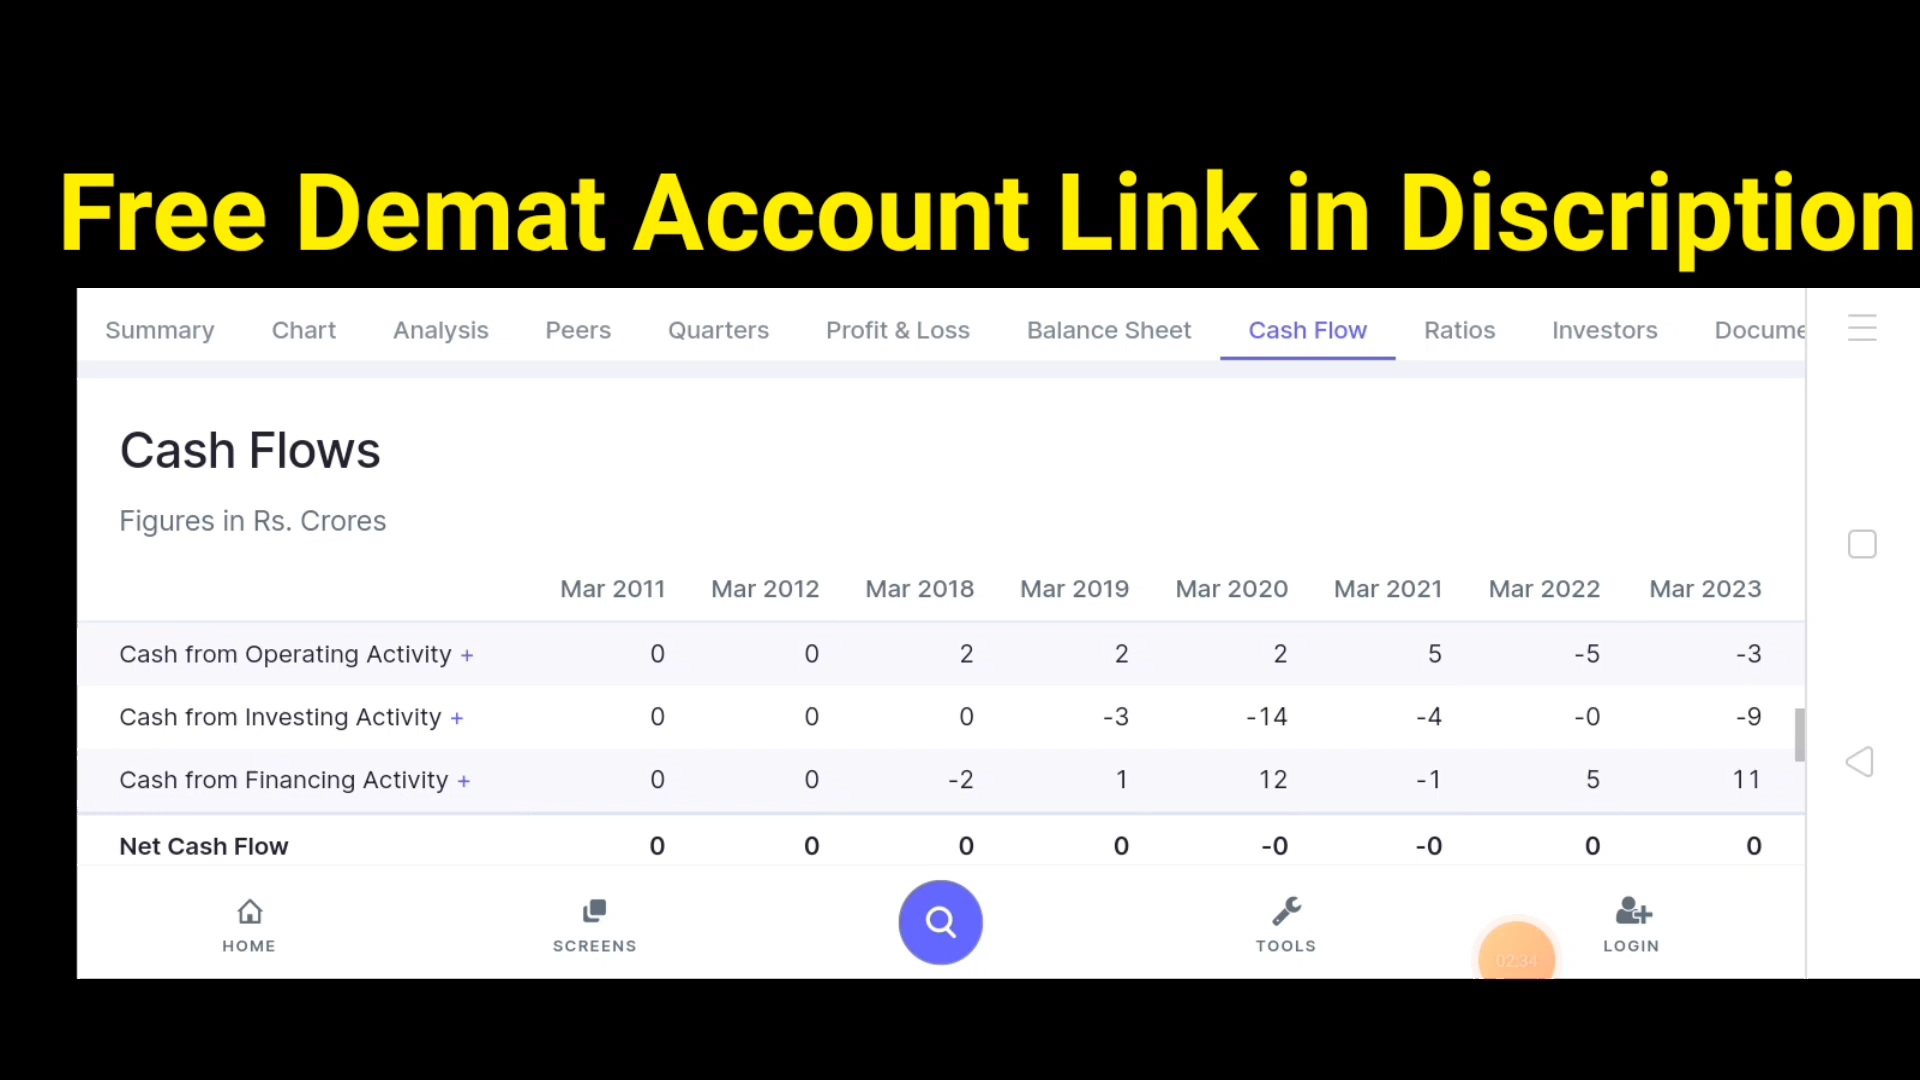 Free Demat Account Link in Discription
Summary Chart Analysis Peers Quarters Profit & Loss Balance Sheet Cash Flow Ratios Investors Docume
Cash Flows
Figures in Rs. Crores
Mar 2011 Mar 2012 Mar 2018 Mar 2019 Mar 2020 Mar 2021 Mar 2022 Mar 2023
Cash from Operating Activity + 0 0 2 2 2 5 -5 -3
Cash from Investing Activity + 0 0 0 -3 -14 -4 -0 -9
Cash from Financing Activity + 0 0 -2 1 12 -1 5 11
Net Cash Flow 0 0 0 0 -0 -0 0 0
HOME SCREENS TOOLS LOGIN
02:34